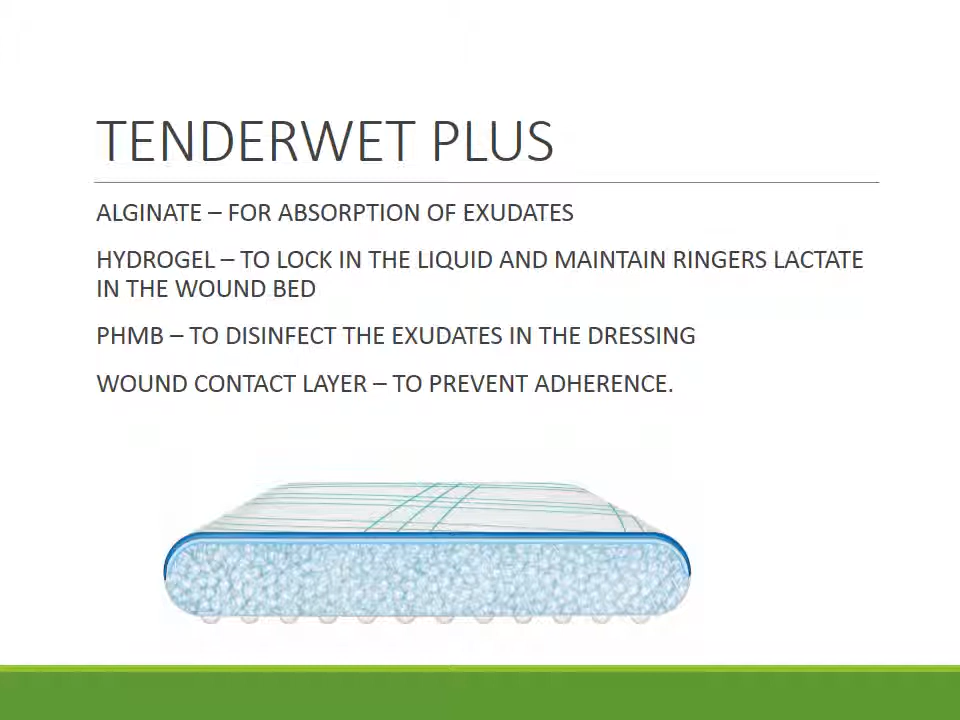 TENDERWET PLUS
ALGINATE – FOR ABSORPTION OF EXUDATES
HYDROGEL – TO LOCK IN THE LIQUID AND MAINTAIN RINGERS LACTATE
IN THE WOUND BED
PHMB – TO DISINFECT THE EXUDATES IN THE DRESSING
WOUND CONTACT LAYER – TO PREVENT ADHERENCE.